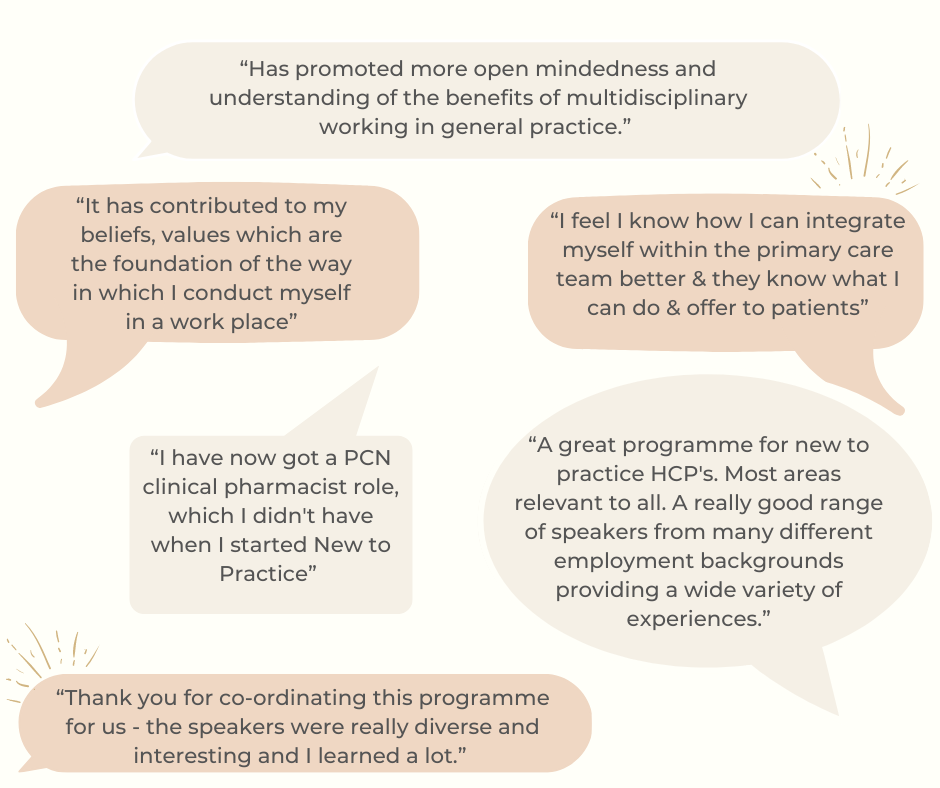 “Has promoted more open mindedness and
understanding of the benefits of multidisciplinary
working in general practice.”
“It has contributed to my
beliefs, values which are
the foundation of the way
in which I conduct myself
in a work place”
“I feel I know how I can integrate
myself within the primary care
team better & they know what I
can do & offer to patients”
“I have now got a PCN
clinical pharmacist role,
which I didn't have
when I started New to
Practice”
“A great programme for new to
practice HCP's. Most areas
relevant to all. A really good range
of speakers from many different
employment backgrounds
providing a wide variety of
experiences.”
“Thank you for co-ordinating this programme
for us - the speakers were really diverse and
interesting and I learned a lot.”